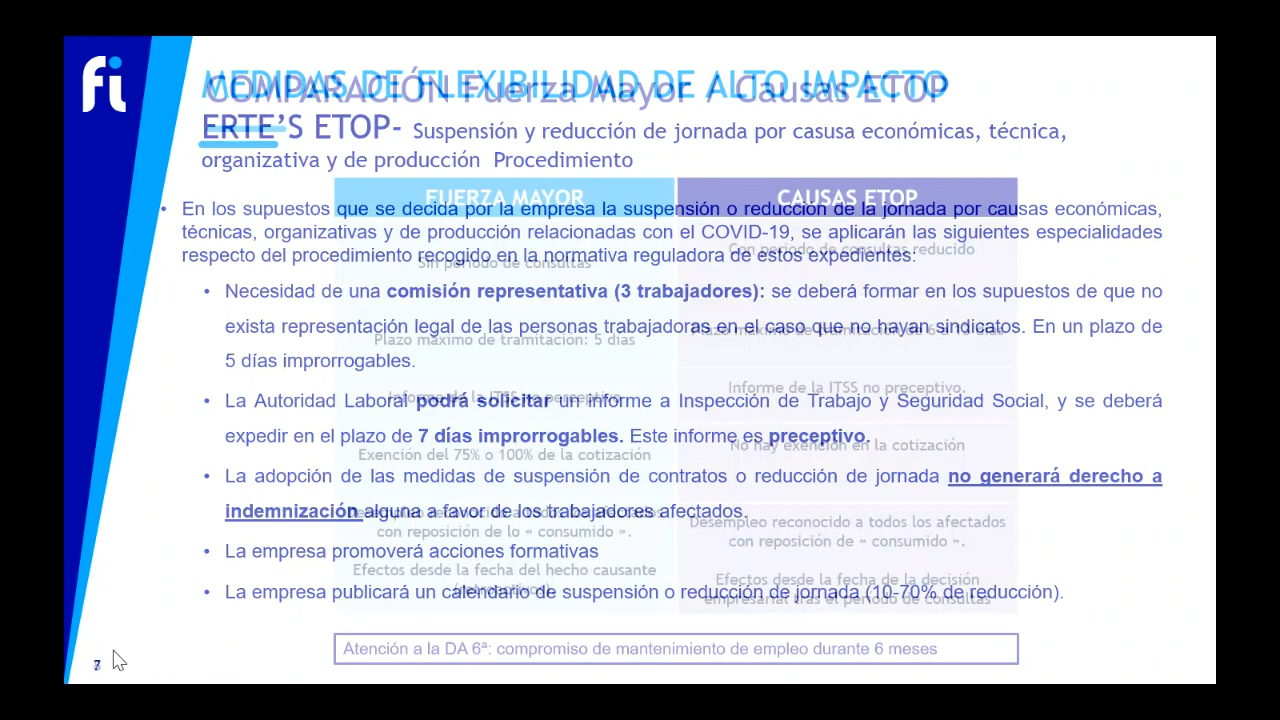 fi
MEDIDAS DE FLEXIBILIDAD DE ALTO IMPACTO
COMPARACIÓN Fuerza Mayor / Causas ETOP
ERTE'S ETOP- Suspensión y reducción de jornada por casusa económicas, técnica,
organizativa y de producción Procedimiento
• En los supuestos que se decida por la empresa la suspensión o reducción de la jornada por causas económicas,
técnicas, organizativas y de producción relacionadas con el COVID-19, se aplicarán las siguientes especialidades
respecto del procedimiento recogido en la normativa reguladora de estos expedientes:
• Necesidad de una comisión representativa (3 trabajadores): se deberá formar en los supuestos de que no
exista representación legal de las personas trabajadoras en el caso que no hayan sindicatos. En un plazo de
5 días improrrogables.
• La Autoridad Laboral podrá solicitar un informe a Inspección de Trabajo y Seguridad Social, y se deberá
expedir en el plazo de 7 días improrrogables. Este informe es preceptivo.
• La adopción de las medidas de suspensión de contratos o reducción de jornada no generará derecho a
indemnización alguna a favor de los trabajadores afectados.
• La empresa promoverá acciones formativas
• La empresa publicará un calendario de suspensión o reducción de jornada (10-70% de reducción).
FUERZA MAYOR
Sin periodo de consultas
Plazo máximo de tramitación: 5 días
Informe de la ITSS no
Exención del 75% o 100% de la cotización
Desempleo reconocido a todos los afectados
con reposición de lo « consumido ».
Efectos desde la fecha del hecho causante
(retroactivos)
CAUSAS ETOP
Con periodo de consultas reducido
Plazo máximo de tramitación de 6 a 13 días
Informe de la ITSS no preceptivo.
No hay exención en la cotización
Desempleo reconocido a todos los afectados
con reposición de « consumido ».
Efectos desde la fecha de la decisión
empresarial tras el periodo de consultas
Atención a la DA 6ª: compromiso de mantenimiento de empleo durante 6 meses